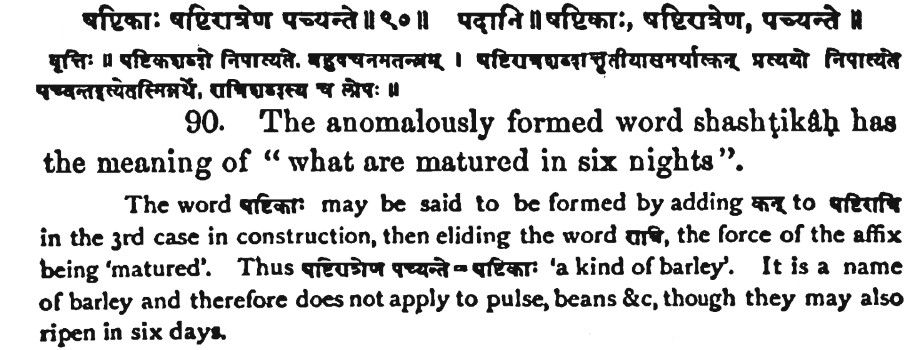 षष्टिकाः षष्टिरात्रेण पच्यन्ते ॥ ९० ॥ पदानि ॥ षष्टिकाः, षष्टिरात्रेण, पच्यन्ते ॥
वृत्तिः ॥ षष्टिकशब्दो निपात्यते. बहुवचनमतन्त्रम् । षष्टिरात्रशब्दात्तृतीयासमर्थात्कन् प्रत्ययो निपात्यते
पच्यन्तइत्येतस्मिन्नर्थे, रात्रिशब्दस्य च लोपः ॥
90. The anomalously formed word shashṭikâḥ has
the meaning of “ what are matured in six nights”.
The word षष्टिकाः may be said to be formed by adding कन् to षष्टिरात्रि
in the 3rd case in construction, then eliding the word रात्रि, the force of the affix
being ‘matured’. Thus षष्टिरात्रेण पच्यन्ते = षष्टिकाः ‘a kind of barley’. It is a name
of barley and therefore does not apply to pulse, beans &c, though they may also
ripen in six days.